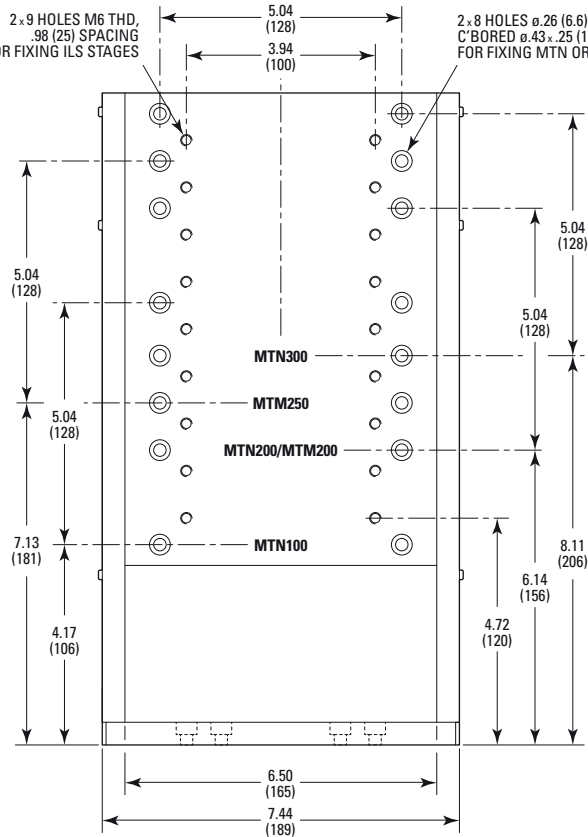 5.04
(128)
2 x 9 HOLES M6 THD,
.98 (25) SPACING
OR FIXING ILS STAGES
3.94
(100)
2 x 8 HOLES ø.26 (6.6)
C'BORED ø.43 x .25 (1
FOR FIXING MTN OR
5.04
(128)
5.04
(128)
5.04
(128)
5.04
(128)
MTN300
MTM250
MTN200/MTM200
MTN100
7.13
(181)
4.17
(106)
4.72
(120)
6.14
(156)
8.11
(206)
6.50
(165)
7.44
(189)